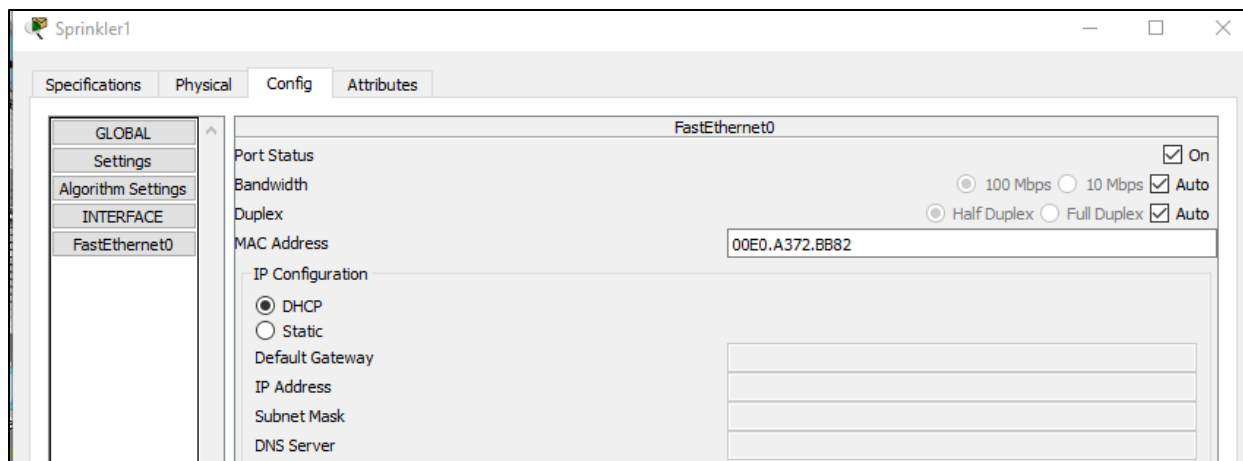 Sprinkler1
Specifications Physical Config Attributes
GLOBAL
Settings
Algorithm Settings
INTERFACE
FastEthernet0
FastEthernet0
Port Status On
Bandwidth 100 Mbps 10 Mbps Auto
Duplex Half Duplex Full Duplex Auto
MAC Address 00E0.A372.BB82
IP Configuration
DHCP
Static
Default Gateway
IP Address
Subnet Mask
DNS Server